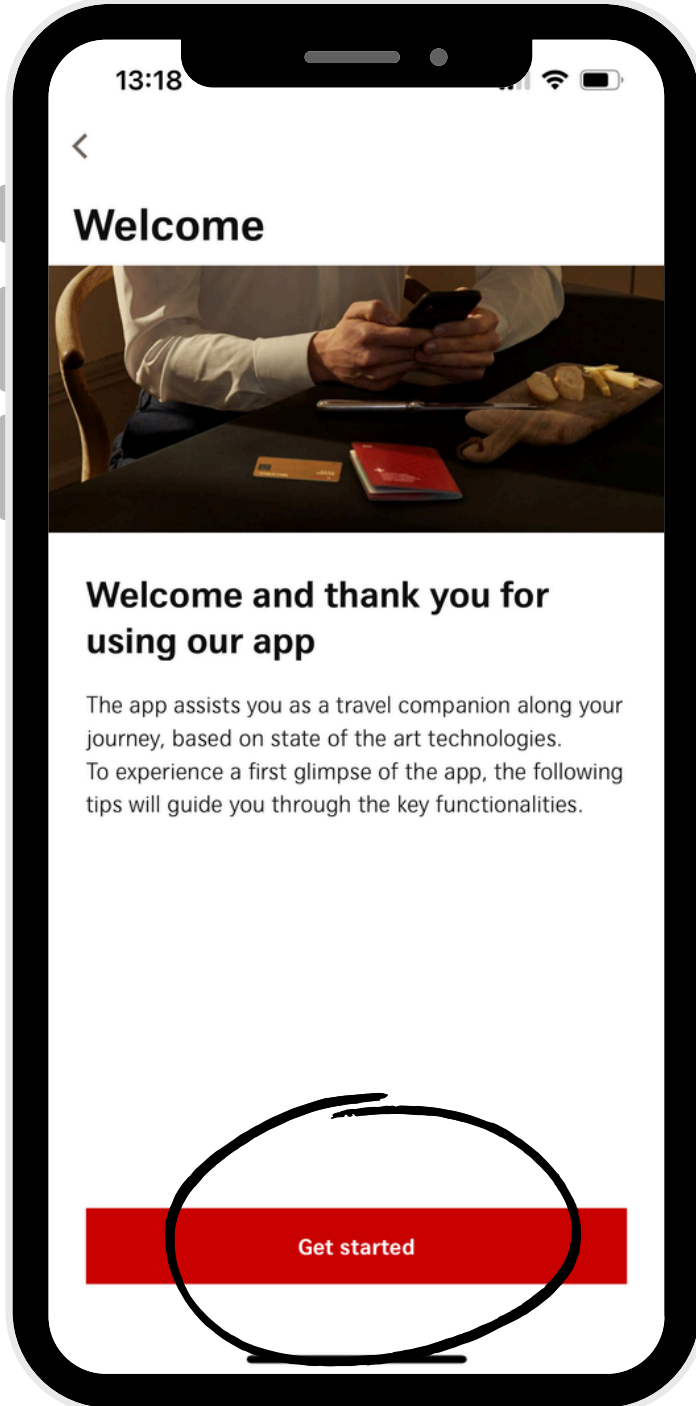 13:18
Welcome
Welcome and thank you for
using our app
The app assists you as a travel companion along your
journey, based on state of the art technologies.
To experience a first glimpse of the app, the following
tips will guide you through the key functionalities.
Get started